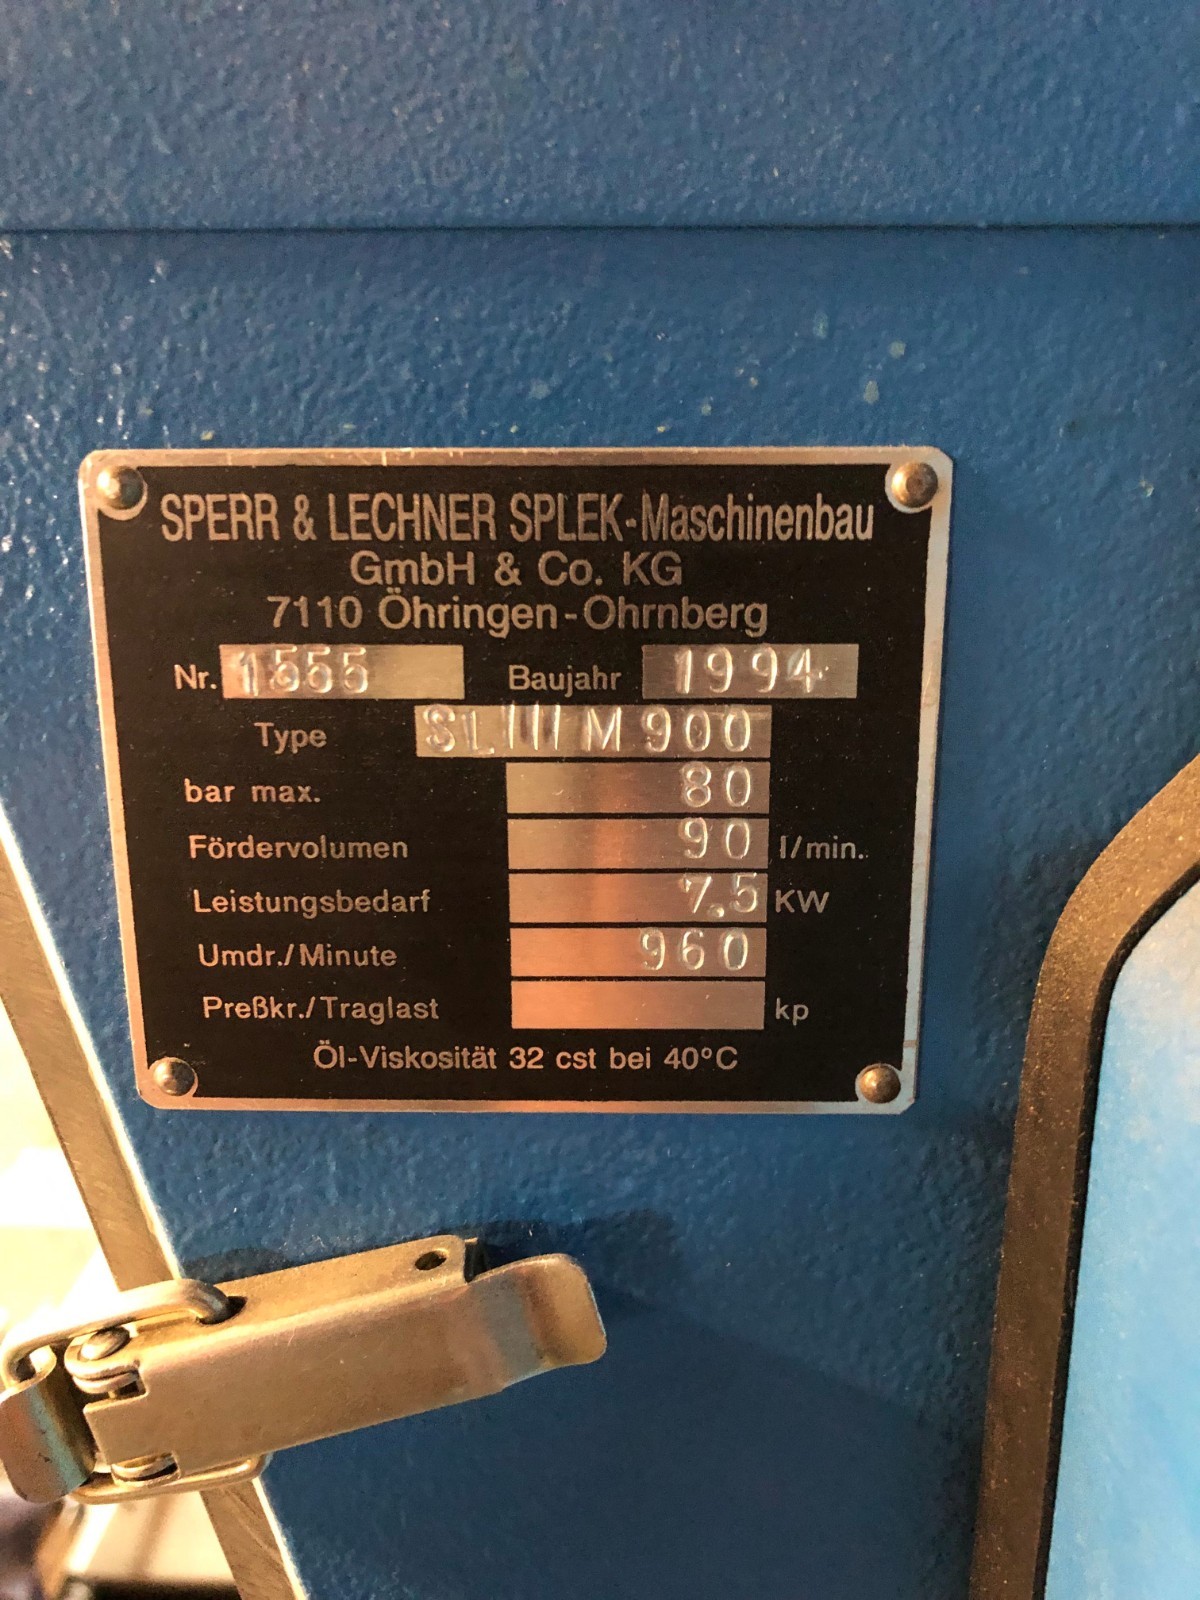 SPERR & LECHNER SPLEK-Maschinenbau
GmbH & Co. KG
7110 Öhringen-Ohrnberg
Nr. 1555 Baujahr 1994
Type SLIII M 900
bar max. 80
Fördervolumen 90 l/min.
Leistungsbedarf 7,5 KW
Umdr./Minute 960
Preßkr./Traglast kp
Öl-Viskosität 32 cst bei 40°C